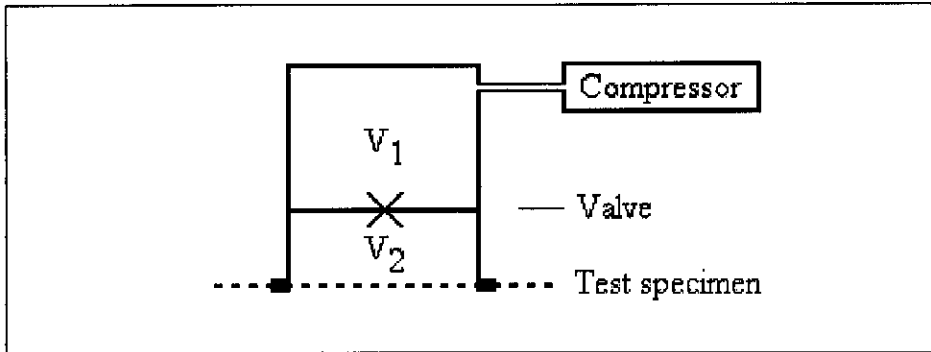 Compressor
V1
Valve
V2
Test specimen